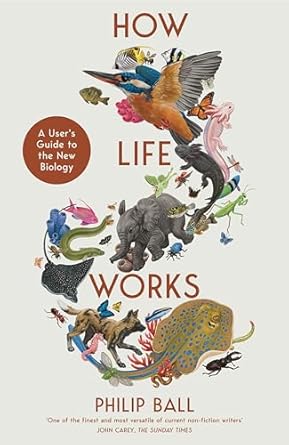 HOW
LIFE
WORKS
A User's
Guide to
the New
Biology
PHILIP BALL
'One of the finest and most versatile of current non-fiction writers'
JOHN CAREY, THE SUNDAY TIMES